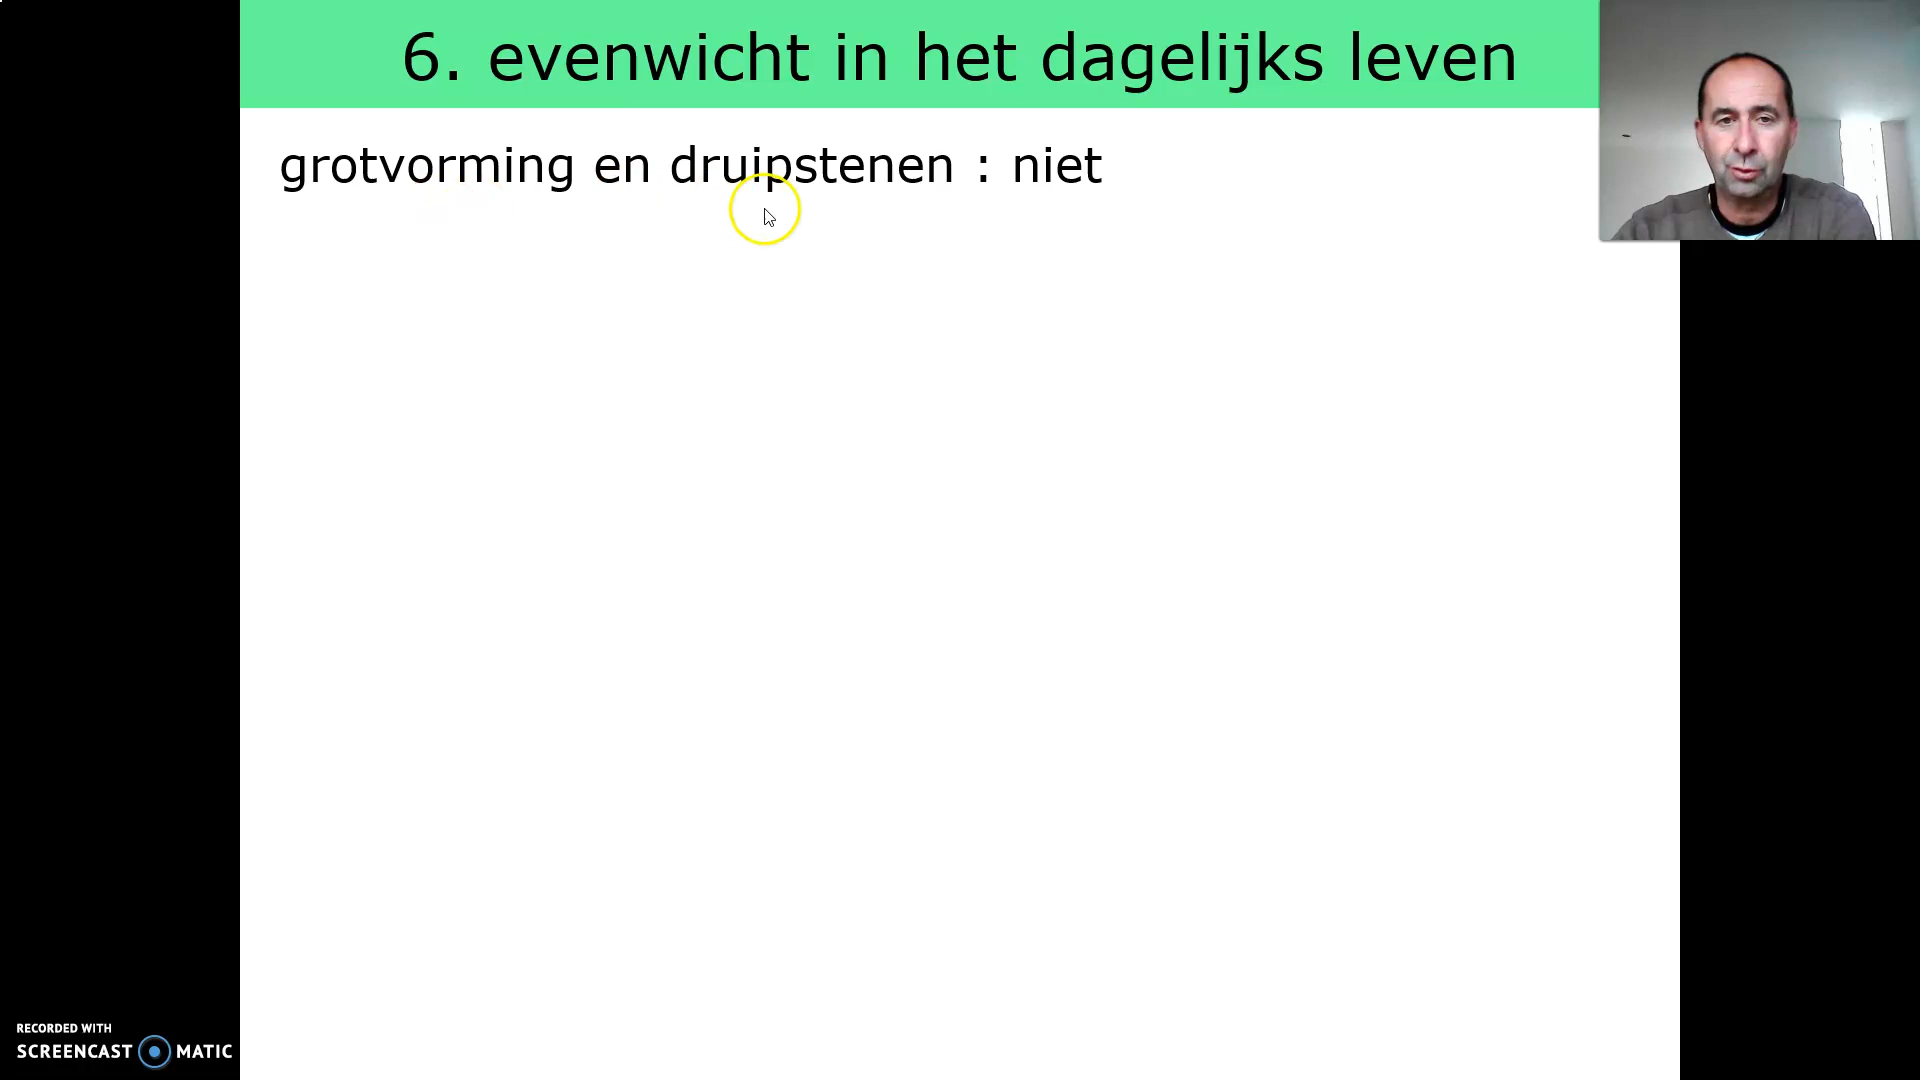 6. evenwicht in het dagelijks leven
grotvorming en druipstenen : niet
RECORDED WITH
SCREENCAST MATIC